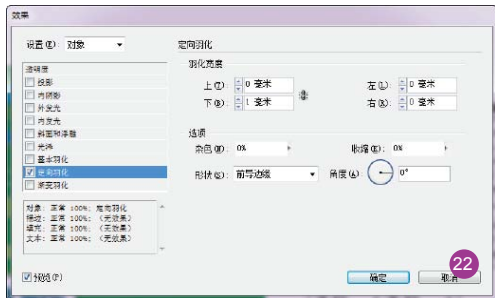 效果
设置(E): 对象
定向羽化
透明度
投影
内阴影
外发光
内发光
斜面和浮雕
光泽
基本羽化
定向羽化
渐变羽化
羽化宽度
上(T): 0 毫米
左(L): 0 毫米
下(B): 1 毫米
右(R): 0 毫米
选项
杂色(N): 0%
收缩(C): 0%
形状(S): 前导边缘
角度(A): 0°
对象: 正常 100%; 定向羽化
描边: 正常 100%; (无效果)
填充: 正常 100%; (无效果)
文本: 正常 100%; (无效果)
预览(P)
确定
取消
22